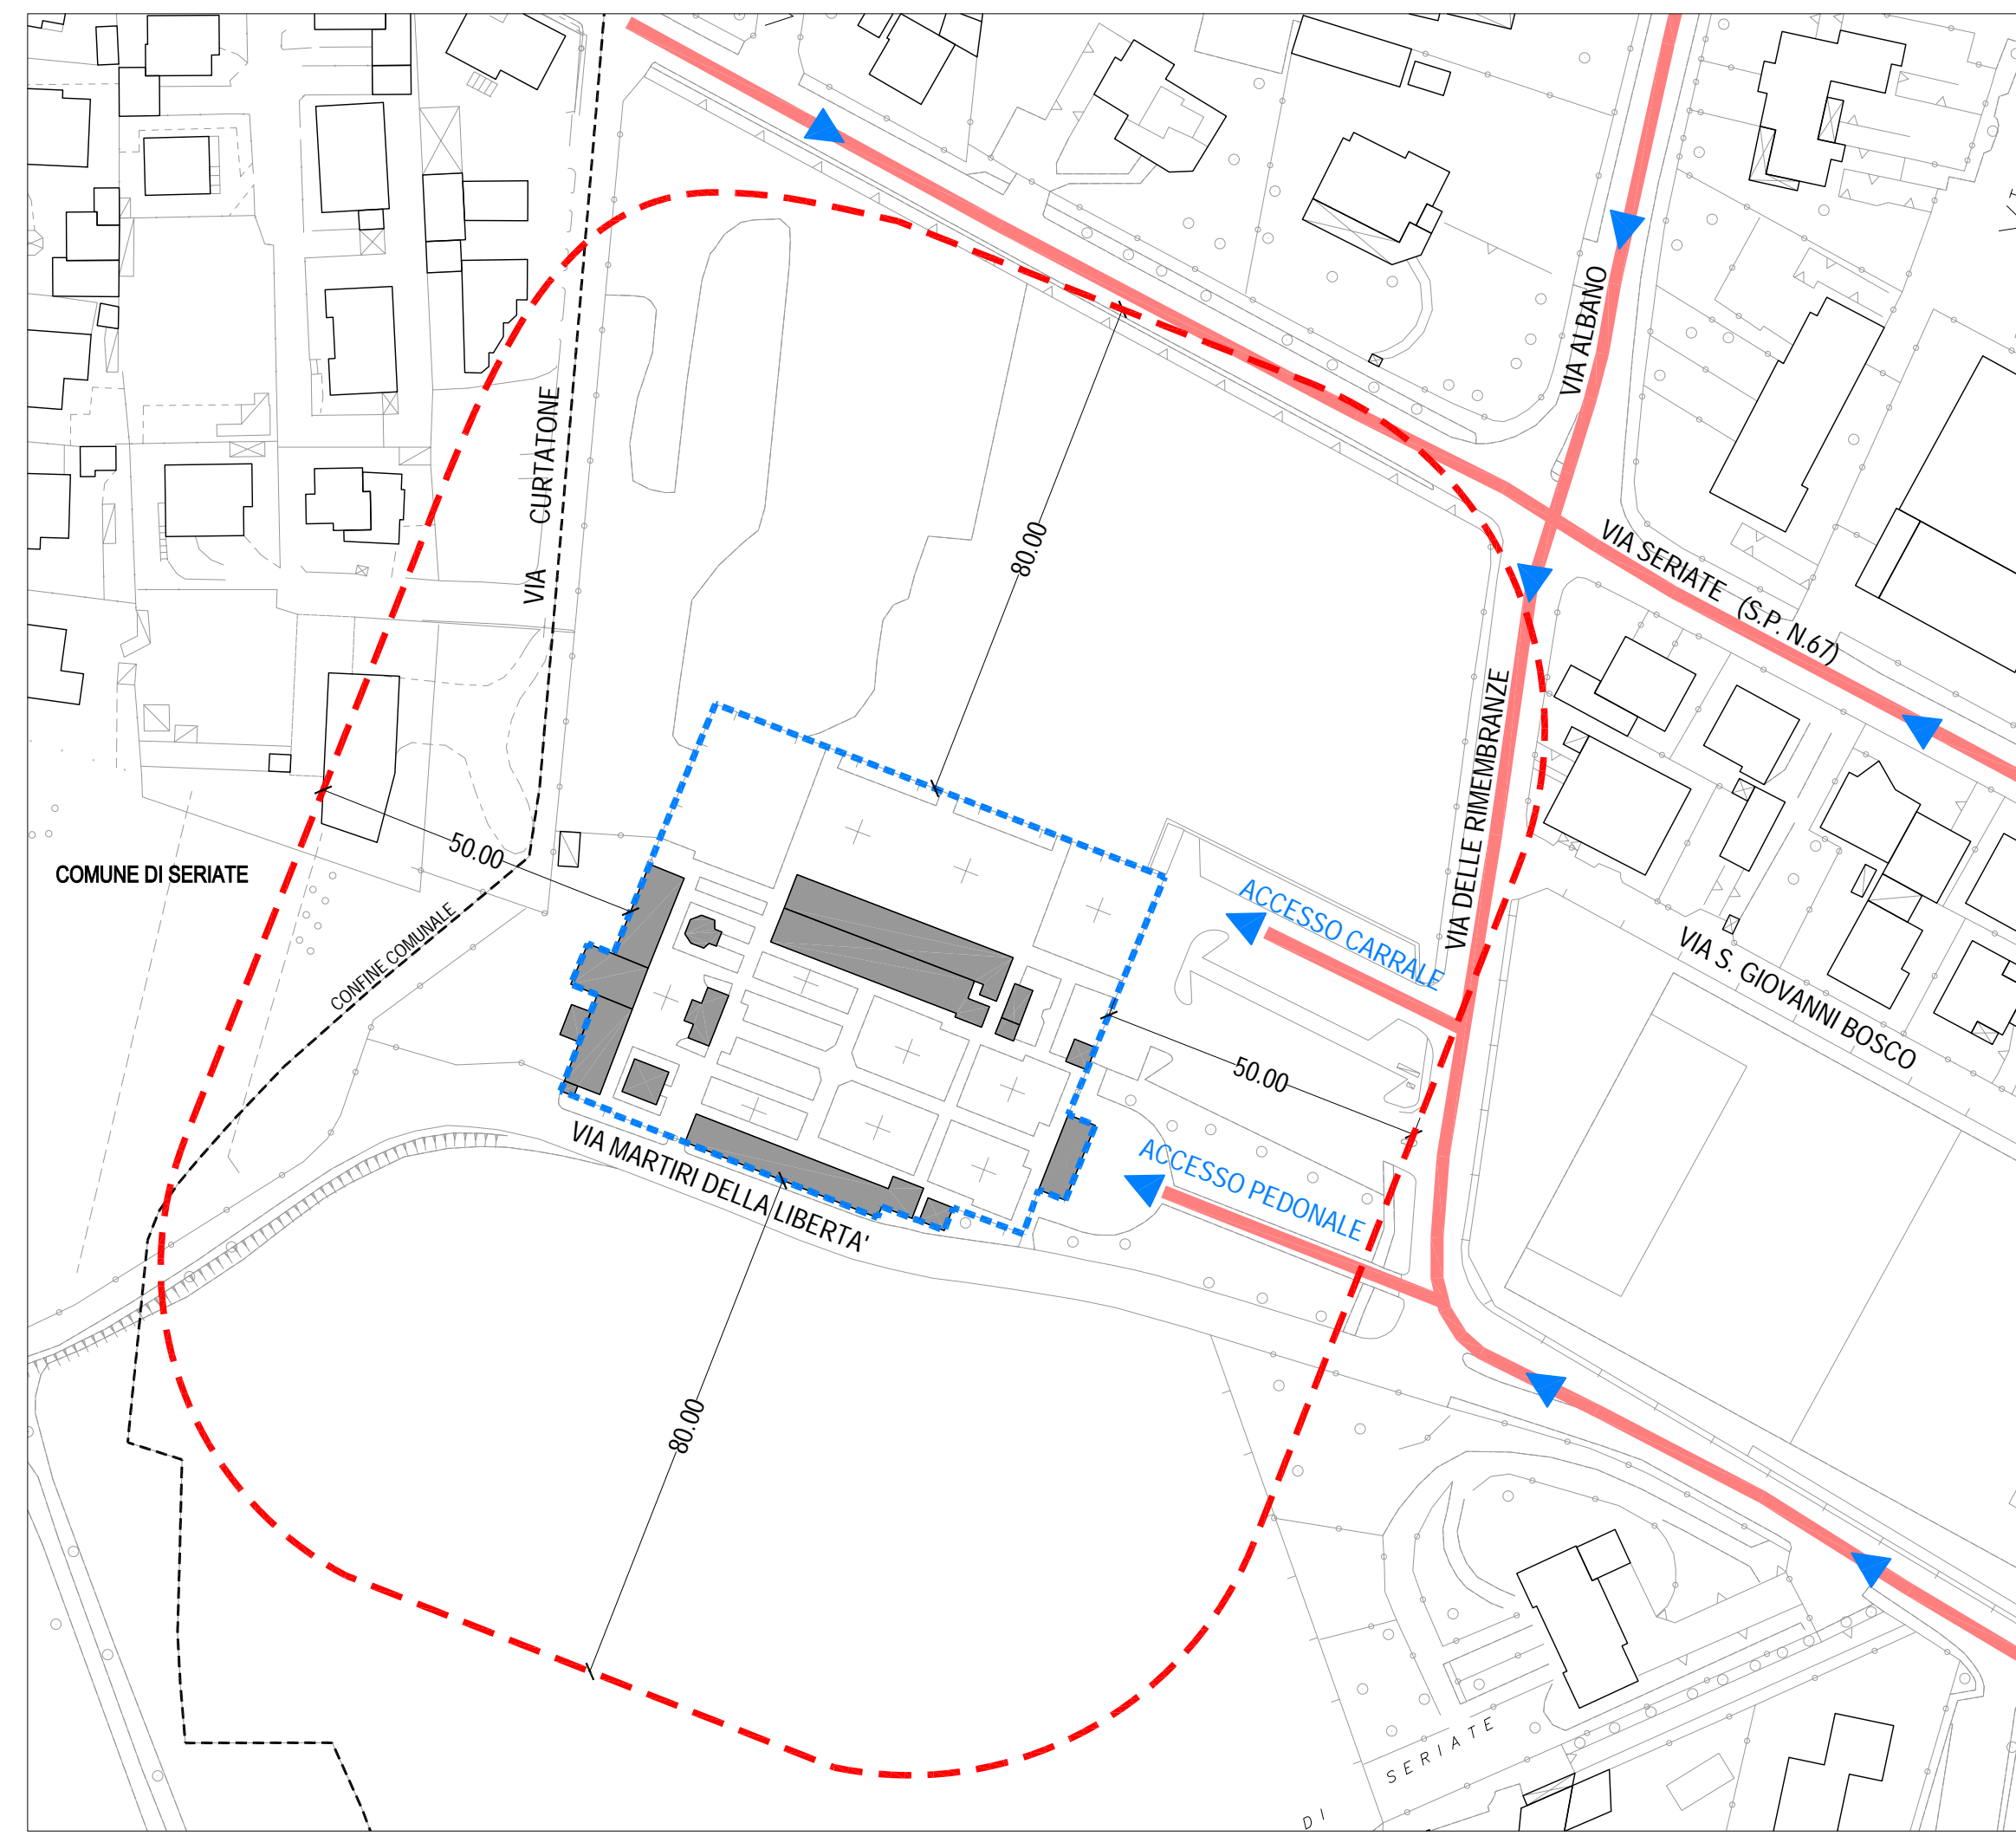 VIA ALBANO
VIA CURTATONE
80.00
VIA SERIATE (S.P. N.67)
VIA DELLE RIMEMBRANZE
50.00
COMUNE DI SERIATE
ACCESSO CARRALE
CONFINE COMUNALE
VIA S. GIOVANNI BOSCO
50.00
VIA MARTIRI DELLA LIBERTA'
ACCESSO PEDONALE
80.00
DI SERIATE